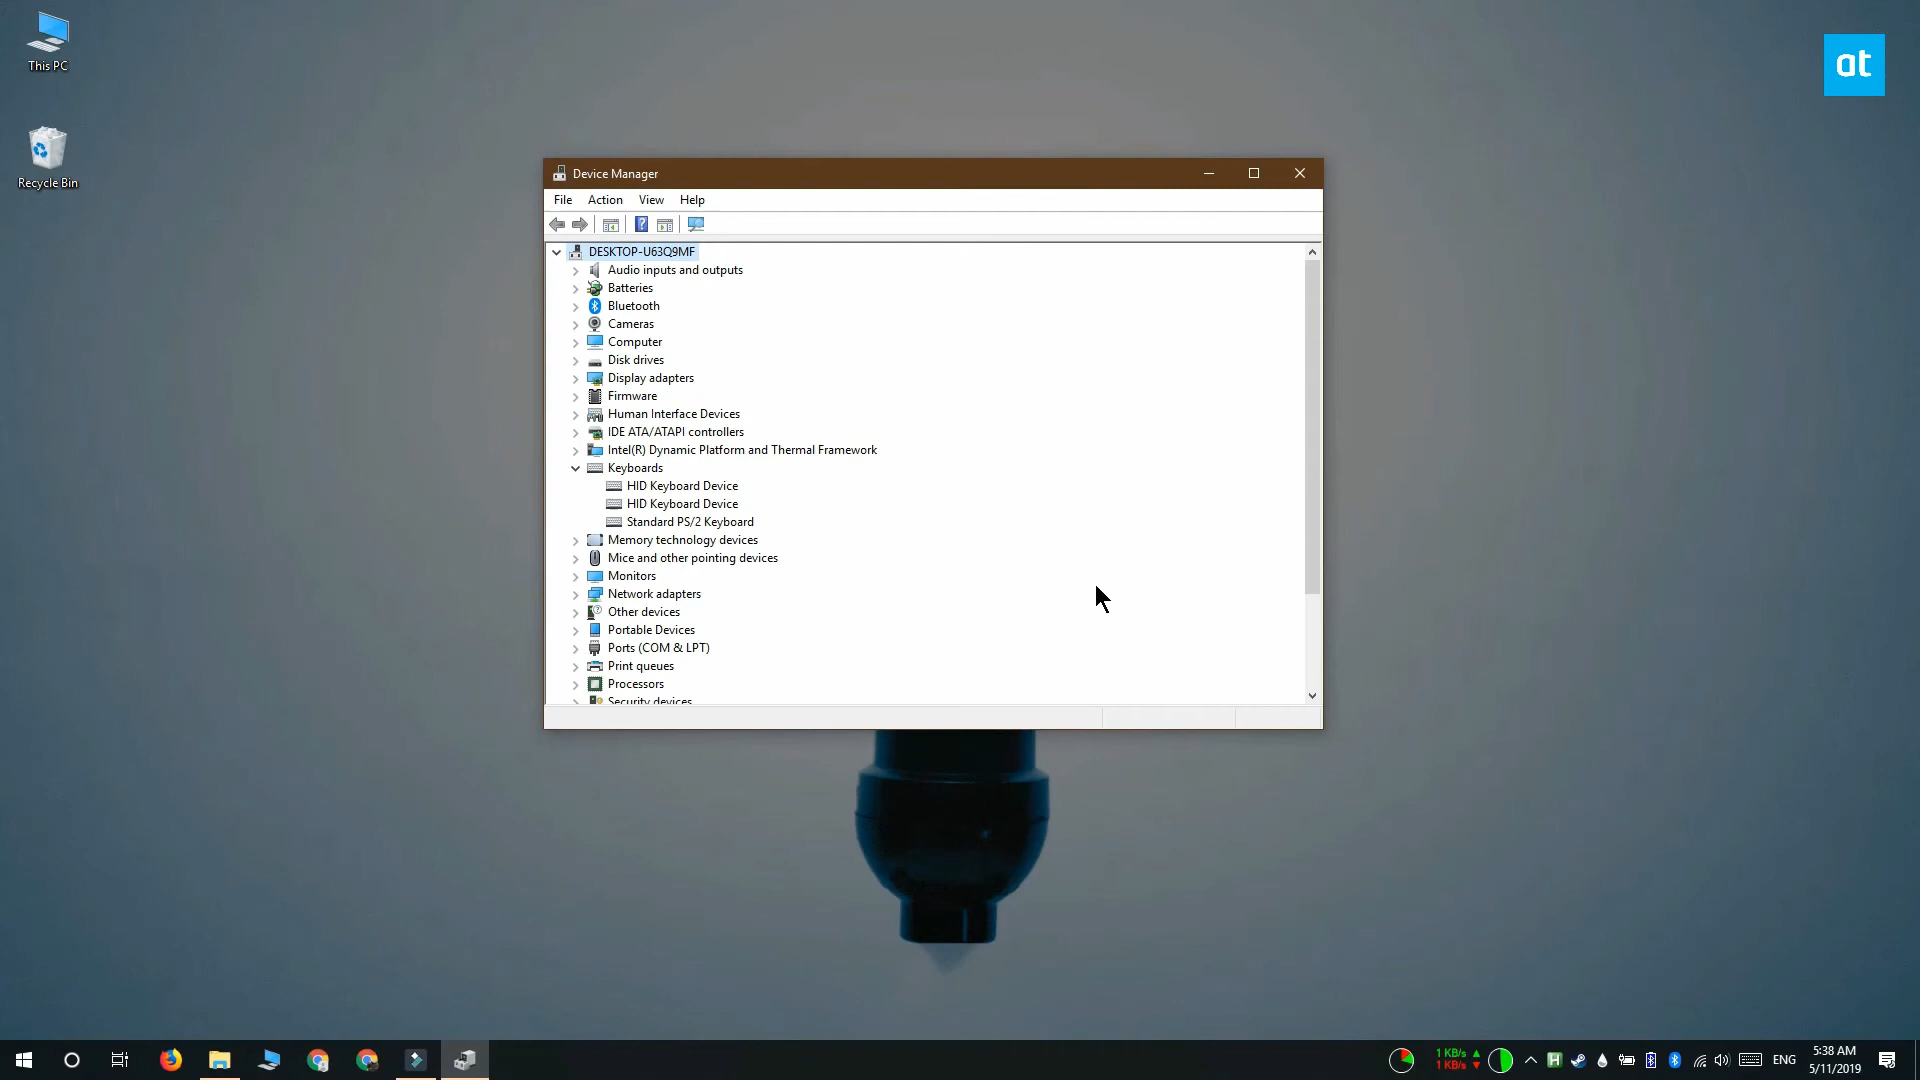 This PC
Recycle Bin
at
Device Manager
File Action View Help
DESKTOP-U63Q9MF
Audio inputs and outputs
Batteries
Bluetooth
Cameras
Computer
Disk drives
Display adapters
Firmware
Human Interface Devices
IDE ATA/ATAPI controllers
Intel(R) Dynamic Platform and Thermal Framework
Keyboards
HID Keyboard Device
HID Keyboard Device
Standard PS/2 Keyboard
Memory technology devices
Mice and other pointing devices
Monitors
Network adapters
Other devices
Portable Devices
Ports (COM & LPT)
Print queues
Processors
Security devices
1 KB/s
1 KB/s
H
ENG
5:38 AM
5/11/2019